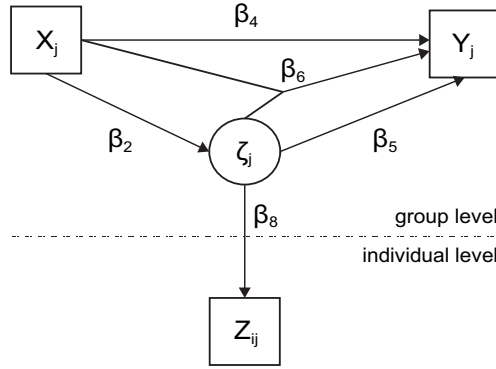 X_j
β_4
Y_j
β_6
β_2
ζ_j
β_5
β_8
group level
individual level
Z_ij